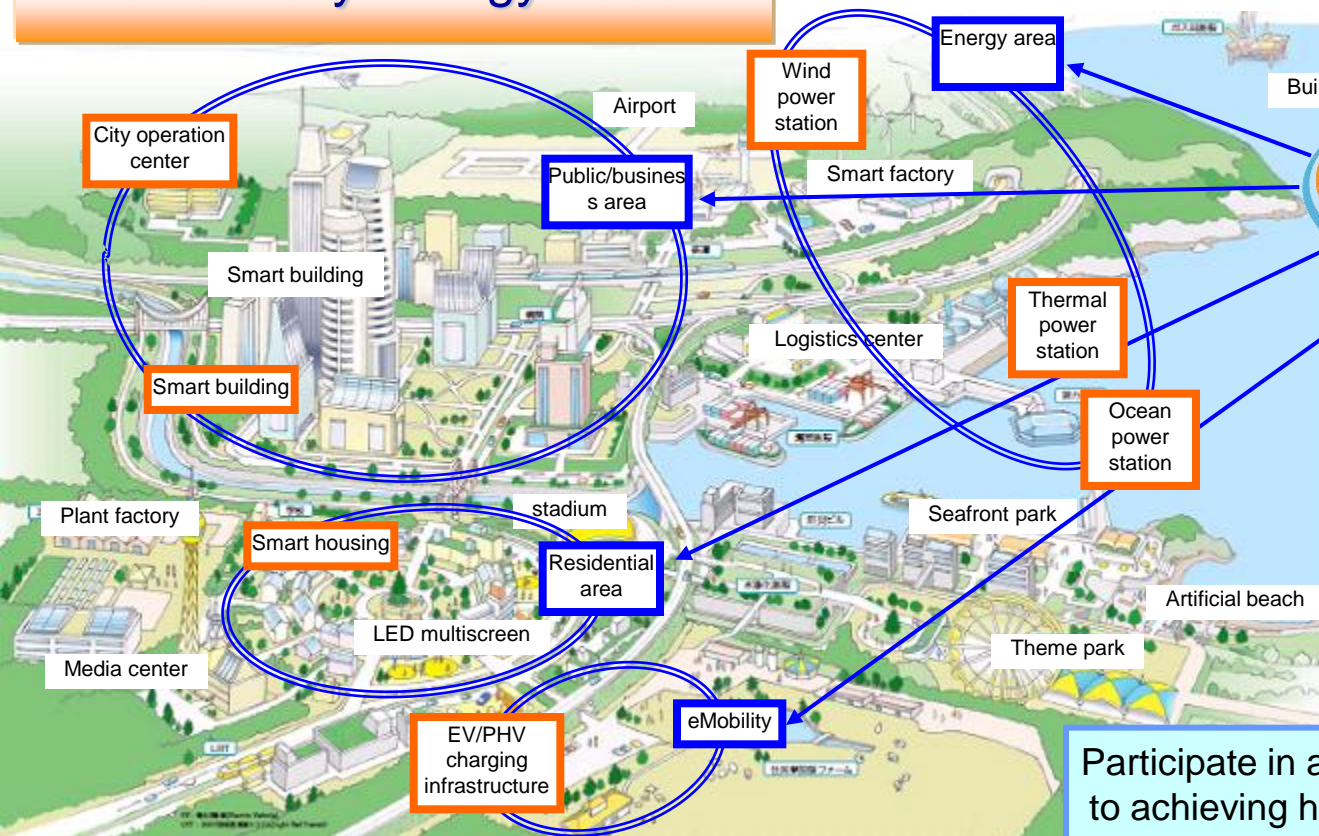 Energy area
Wind
power
station
Bui
Airport
City operation
center
Public/busines
s area
Smart factory
Smart building
Thermal
power
station
Logistics center
Smart building
Ocean
power
station
Plant factory
stadium
Seafront park
Smart housing
Residential
area
Artificial beach
LED multiscreen
Theme park
Media center
eMobility
EV/PHV
charging
infrastructure
LRT
Participate in a
to achieving h